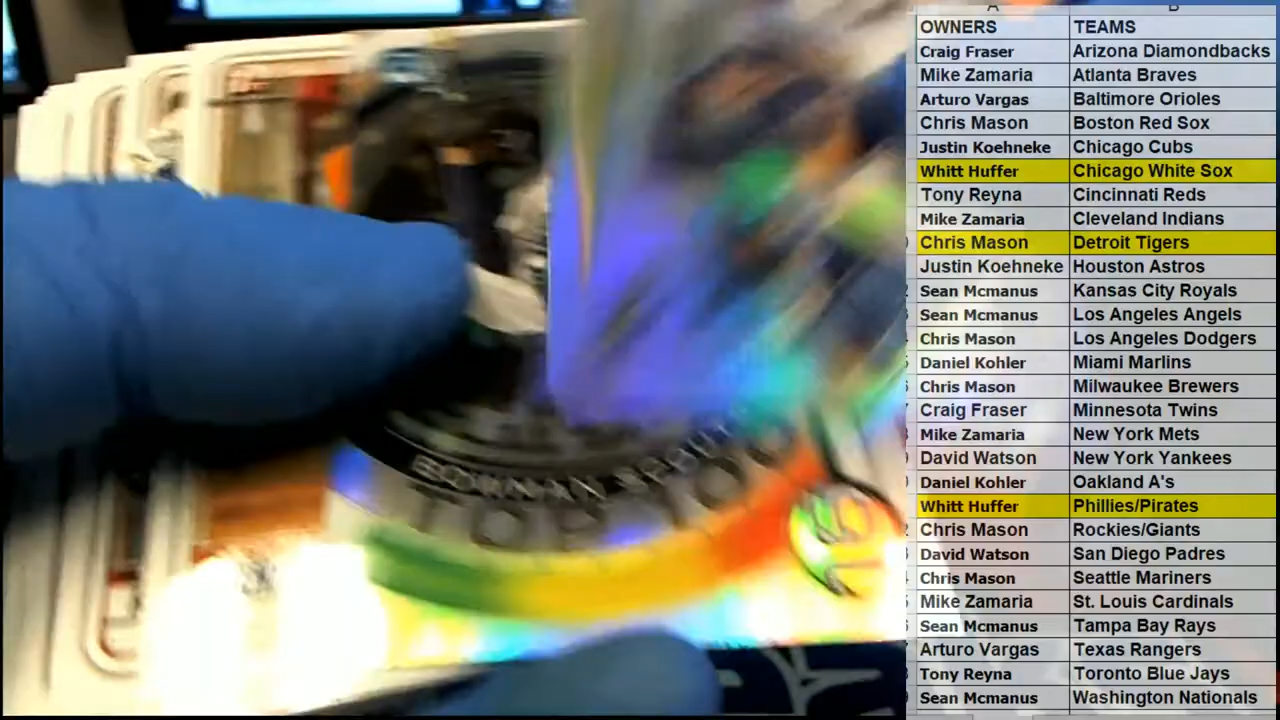 A B
OWNERS TEAMS
Craig Fraser Arizona Diamondbacks
Mike Zamaria Atlanta Braves
Arturo Vargas Baltimore Orioles
Chris Mason Boston Red Sox
Justin Koehneke Chicago Cubs
Whitt Huffer Chicago White Sox
Tony Reyna Cincinnati Reds
Mike Zamaria Cleveland Indians
Chris Mason Detroit Tigers
Justin Koehneke Houston Astros
Sean Mcmanus Kansas City Royals
Sean Mcmanus Los Angeles Angels
Chris Mason Los Angeles Dodgers
Daniel Kohler Miami Marlins
Chris Mason Milwaukee Brewers
Craig Fraser Minnesota Twins
Mike Zamaria New York Mets
David Watson New York Yankees
Daniel Kohler Oakland A's
Whitt Huffer Phillies/Pirates
Chris Mason Rockies/Giants
David Watson San Diego Padres
Chris Mason Seattle Mariners
Mike Zamaria St. Louis Cardinals
Sean Mcmanus Tampa Bay Rays
Arturo Vargas Texas Rangers
Tony Reyna Toronto Blue Jays
Sean Mcmanus Washington Nationals
BOWMAN SCOUTS
TOP 100